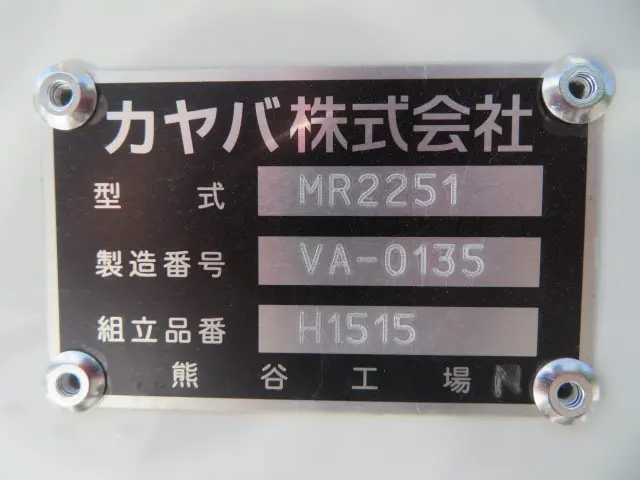 カヤバ株式会社
型式 MR2251
製造番号 VA-0135
組立品番 H1515
熊谷工場 N